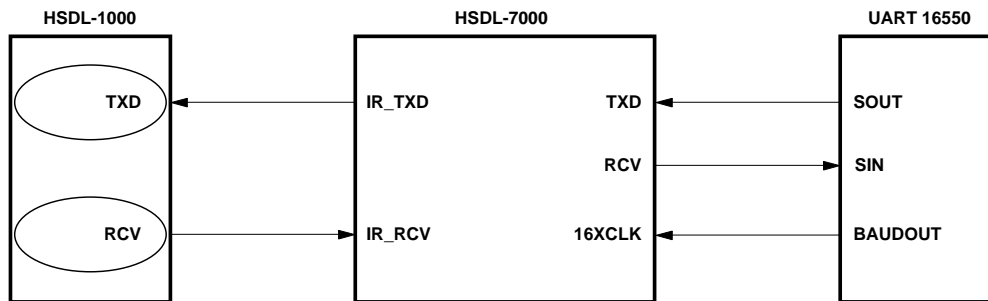 HSDL-1000 HSDL-7000 UART 16550
TXD IR_TXD TXD SOUT
RCV SIN
RCV IR_RCV 16XCLK BAUDOUT